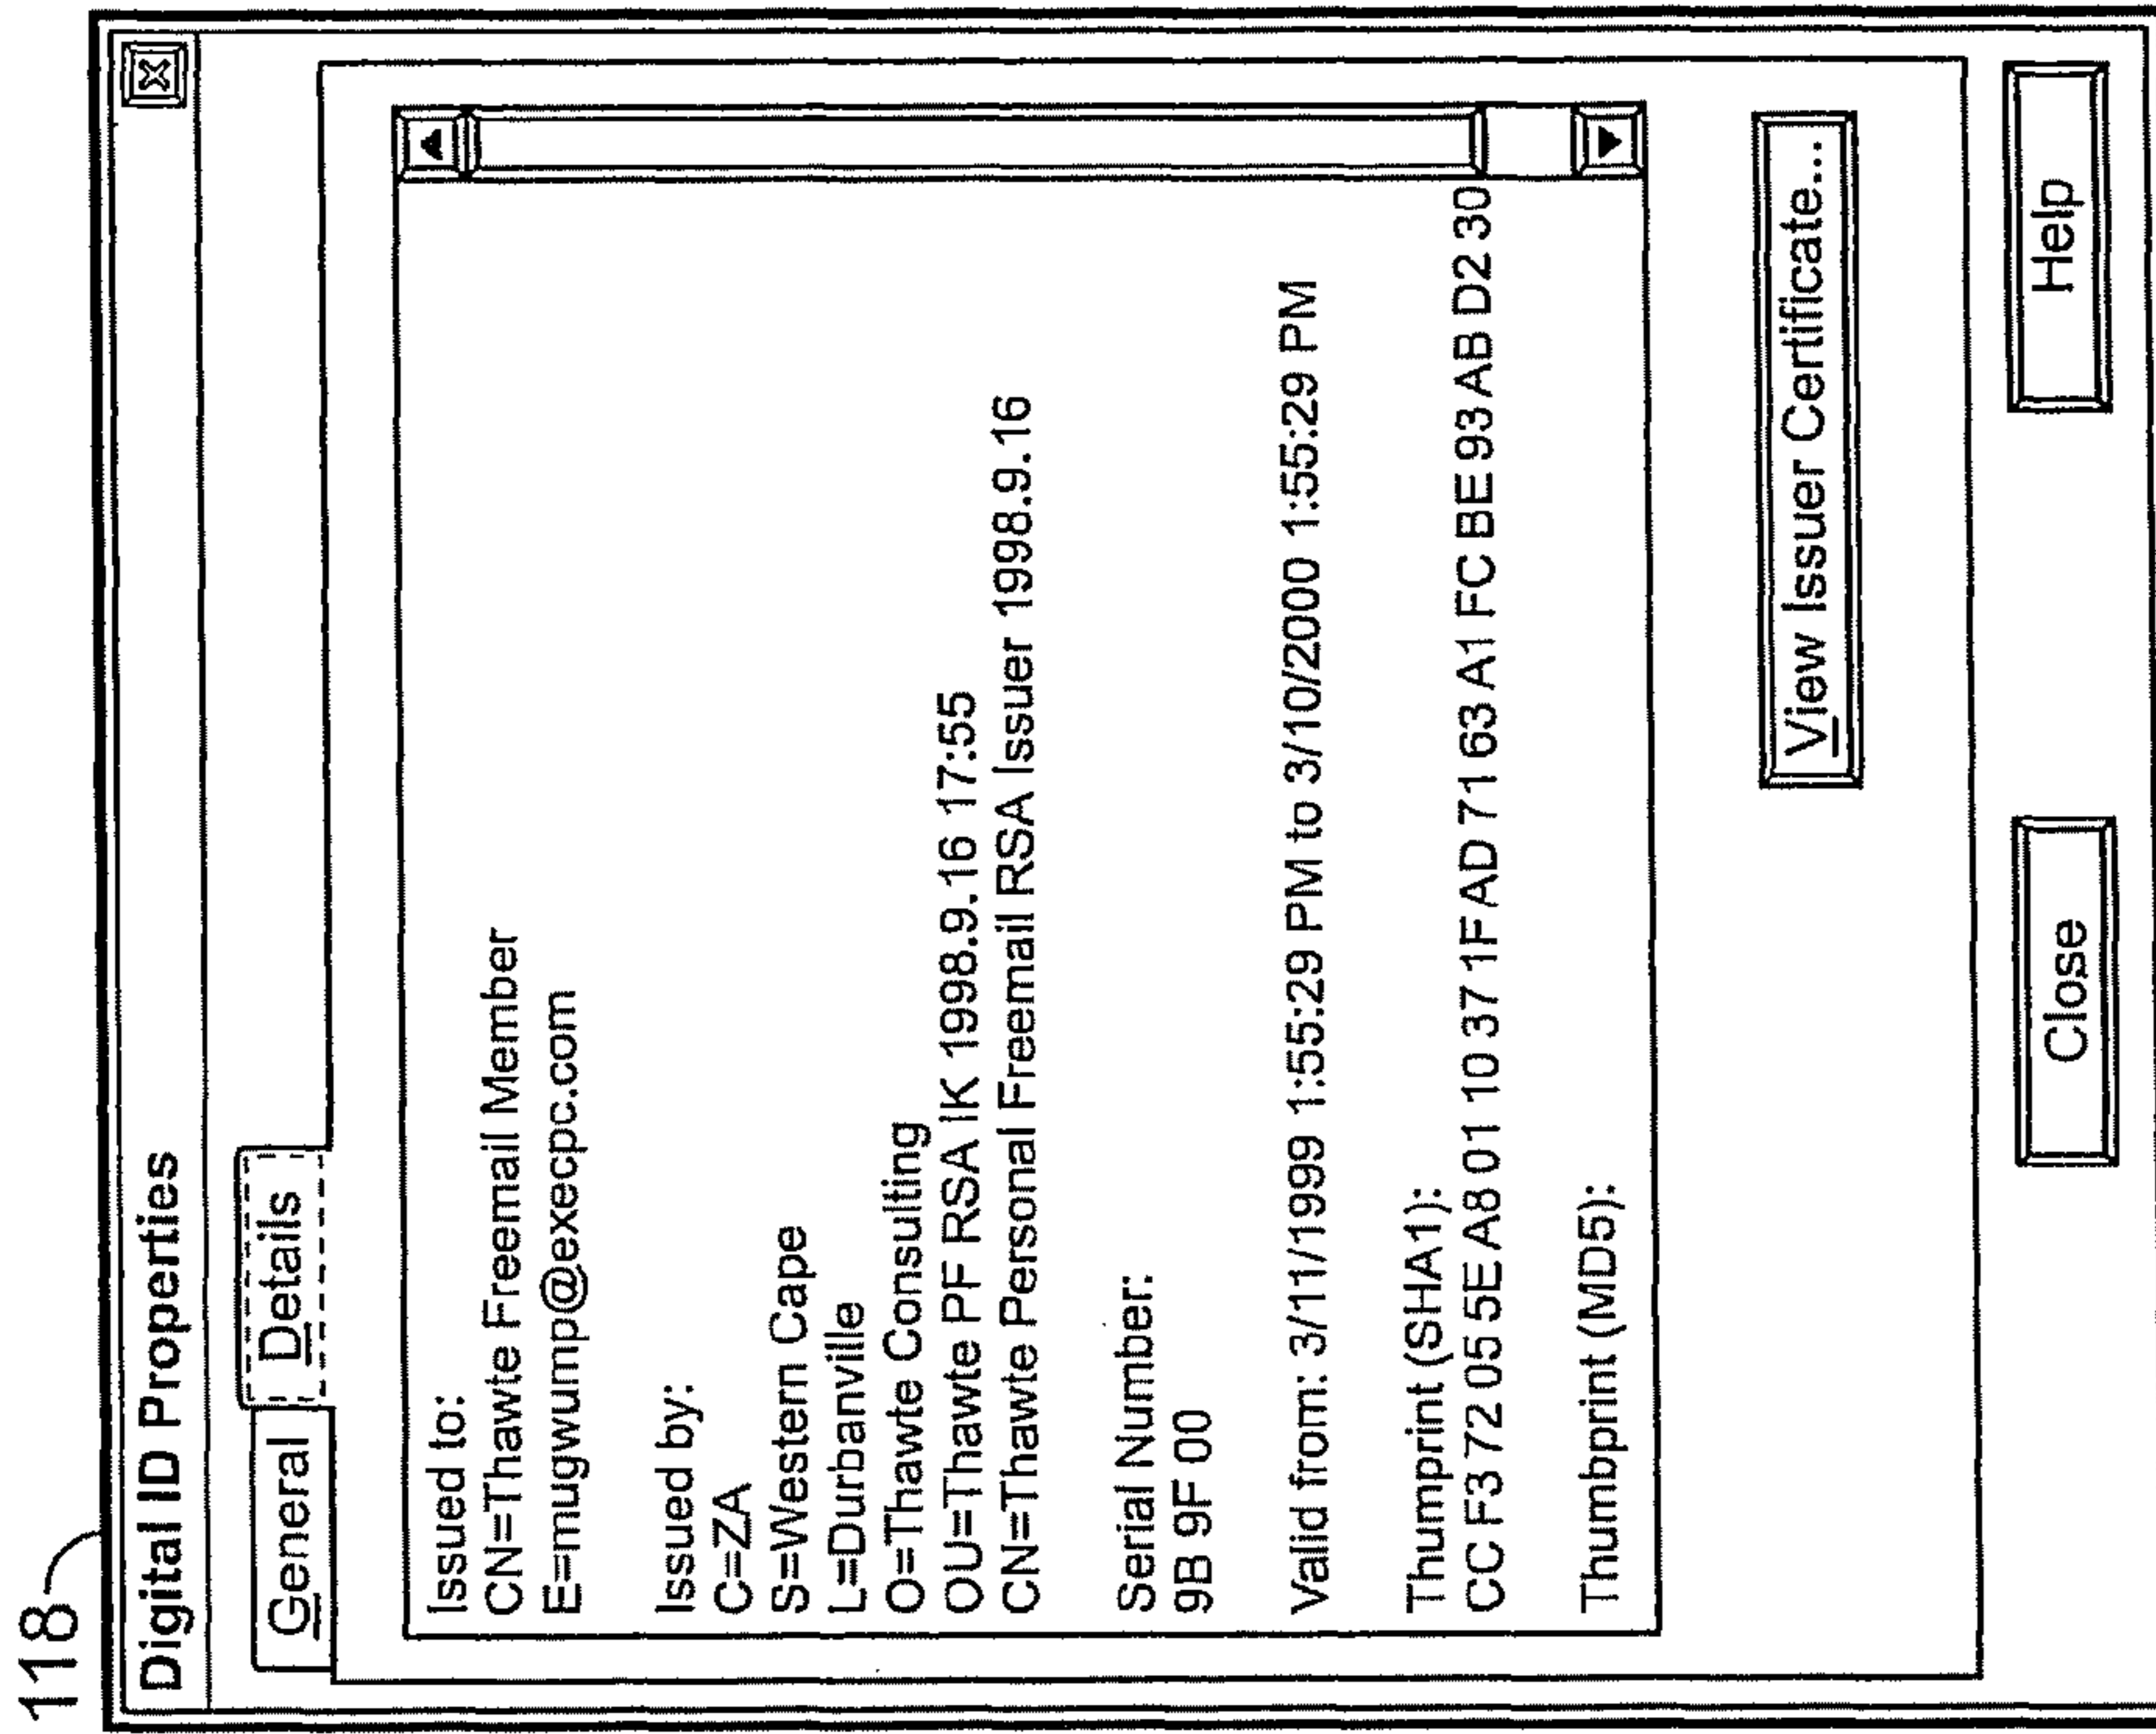 118
Digital ID Properties
General Details
Issued to:
CN=Thawte Freemail Member
E=mugwump@execpc.com
Issued by:
C=ZA
S=Western Cape
L=Durbanville
O=Thawte Consulting
OU=Thawte PF RSA IK 1998.9.16 17:55
CN=Thawte Personal Freemail RSA Issuer 1998.9.16
Serial Number:
9B 9F 00
Valid from: 3/11/1999 1:55:29 PM to 3/10/2000 1:55:29 PM
Thumprint (SHA1):
CC F3 72 05 5E A8 01 10 37 1F AD 71 63 A1 FC BE 93 AB D2 30
Thumbprint (MD5):
View Issuer Certificate...
Close Help